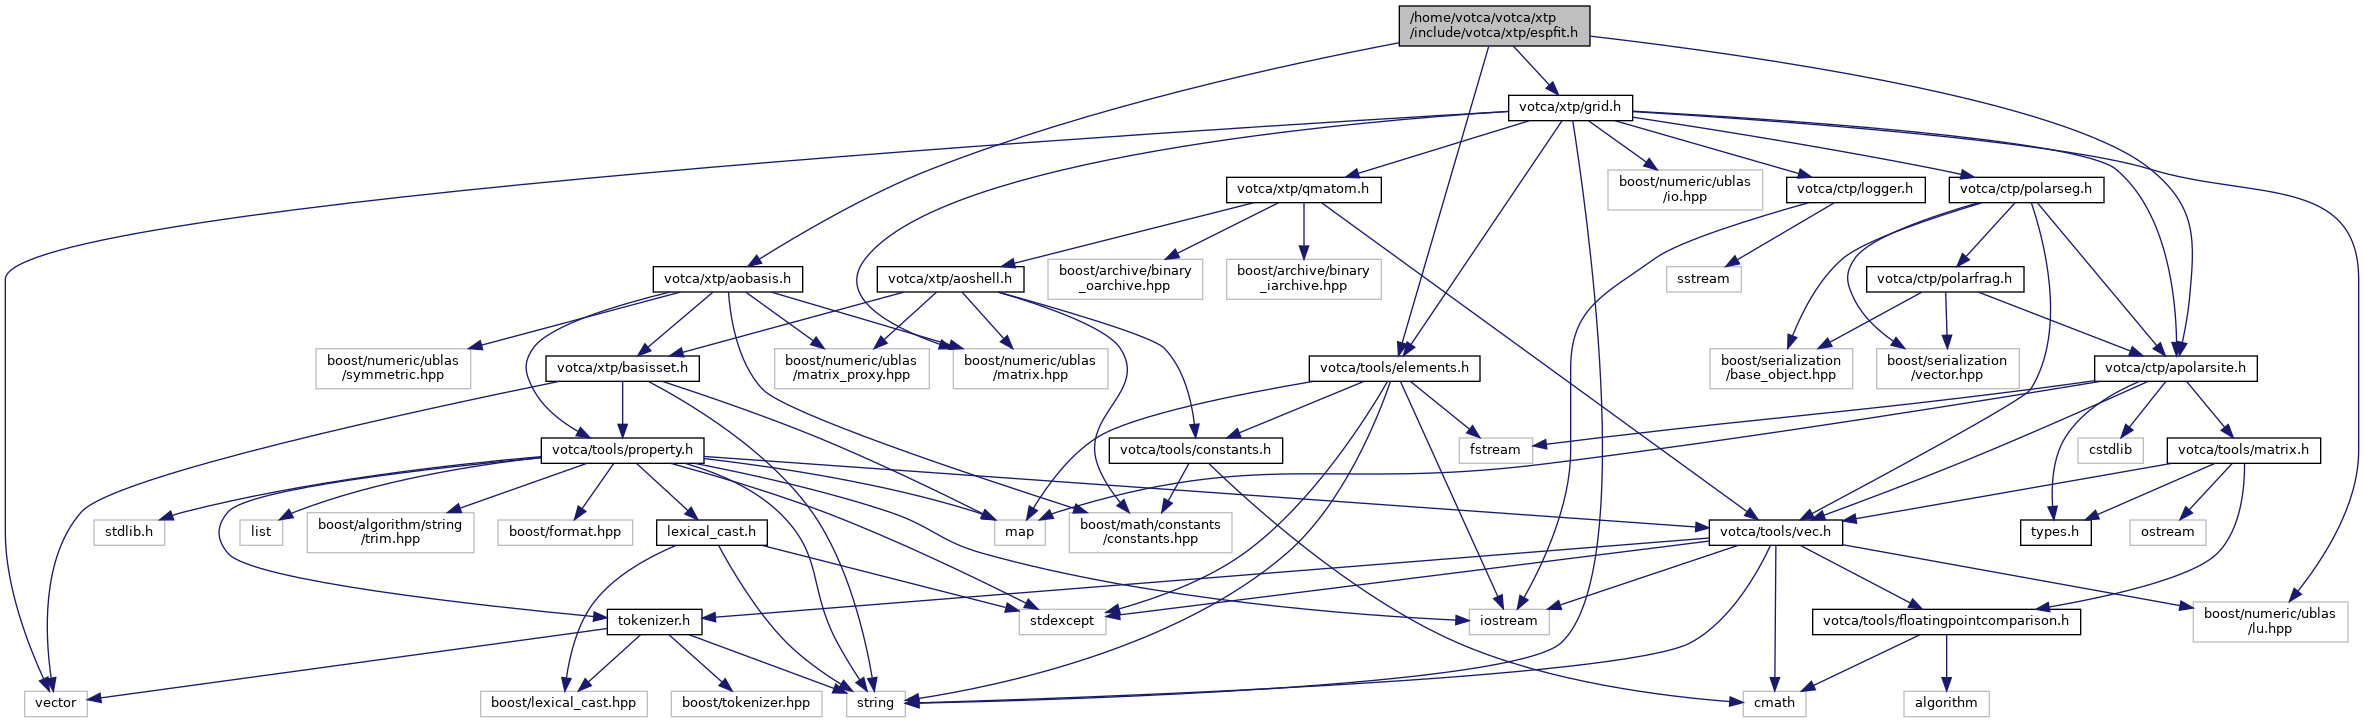 /home/votca/votca/xtp
/include/votca/xtp/espfit.h
votca/xtp/grid.h
votca/xtp/qmatom.h
boost/numeric/ublas
/io.hpp
votca/ctp/logger.h
votca/ctp/polarseg.h
votca/xtp/aobasis.h
votca/xtp/aoshell.h
boost/archive/binary
_oarchive.hpp
boost/archive/binary
_iarchive.hpp
sstream
votca/ctp/polarfrag.h
boost/numeric/ublas
/symmetric.hpp
votca/xtp/basisset.h
boost/numeric/ublas
/matrix_proxy.hpp
boost/numeric/ublas
/matrix.hpp
votca/tools/elements.h
boost/serialization
/base_object.hpp
boost/serialization
/vector.hpp
votca/ctp/apolarsite.h
votca/tools/property.h
votca/tools/constants.h
fstream
cstdlib
votca/tools/matrix.h
stdlib.h
list
boost/algorithm/string
/trim.hpp
boost/format.hpp
lexical_cast.h
map
boost/math/constants
/constants.hpp
votca/tools/vec.h
types.h
ostream
tokenizer.h
stdexcept
iostream
votca/tools/floatingpointcomparison.h
boost/numeric/ublas
/lu.hpp
vector
boost/lexical_cast.hpp
boost/tokenizer.hpp
string
cmath
algorithm